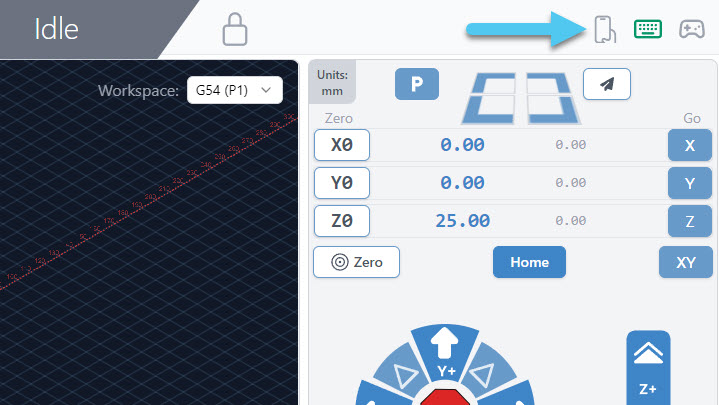 Idle
Workspace: G54 (P1)
Units:
mm
P
Zero
Go
X0 0.00 0.00 X
Y0 0.00 0.00 Y
Z0 25.00 0.00 Z
Zero Home XY
Y+
Z+